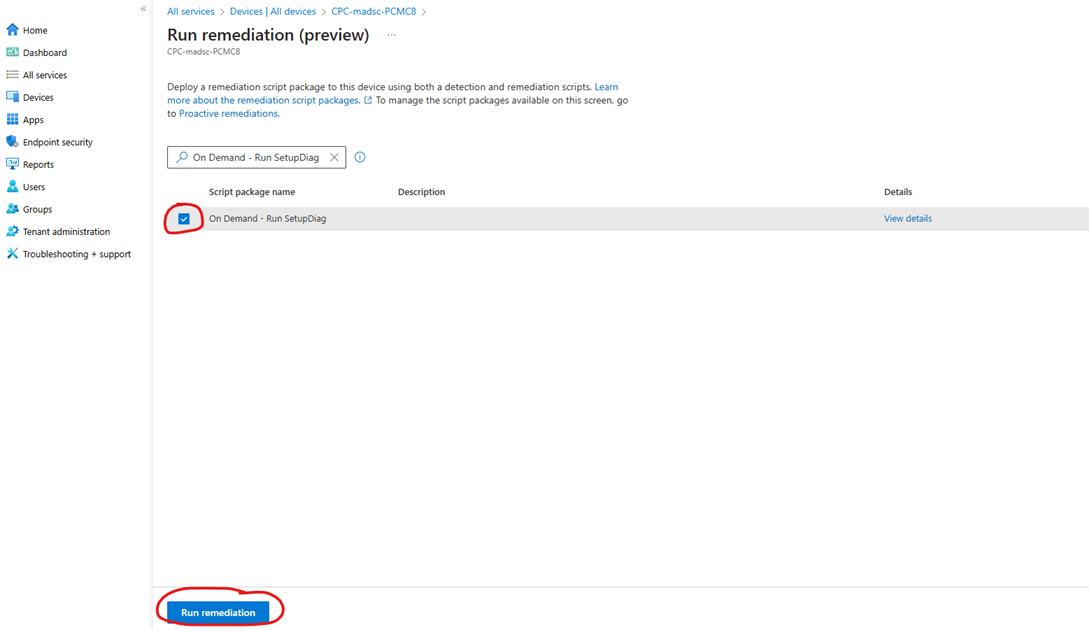 «
Home
Dashboard
All services
Devices
Apps
Endpoint security
Reports
Users
Groups
Tenant administration
Troubleshooting + support
All services > Devices | All devices > CPC-madsc-PCMC8 >
Run remediation (preview) ...
CPC-madsc-PCMC8
Deploy a remediation script package to this device using both a detection and remediation scripts. Learn
more about the remediation script packages. To manage the script packages available on this screen, go
to Proactive remediations.
On Demand - Run SetupDiag
Script package name Description Details
On Demand - Run SetupDiag View details
Run remediation